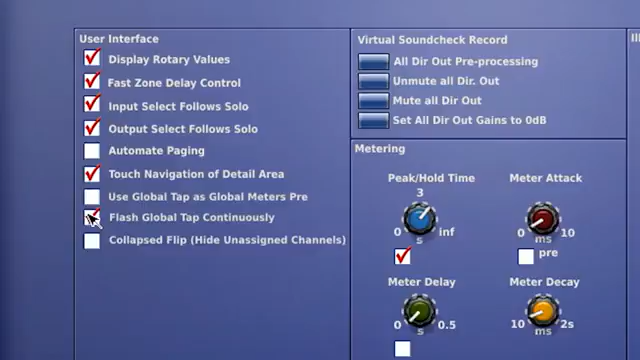 User Interface
Display Rotary Values
Fast Zone Delay Control
Input Select Follows Solo
Output Select Follows Solo
Automate Paging
Touch Navigation of Detail Area
Use Global Tap as Global Meters Pre
Flash Global Tap Continuously
Collapsed Flip (Hide Unassigned Channels)
Virtual Soundcheck Record
All Dir Out Pre-processing
Unmute all Dir. Out
Mute all Dir Out
Set All Dir Out Gains to 0dB
Metering
Peak/Hold Time
3
0 inf
s
Meter Attack
0 10
ms
pre
Meter Delay
0 0.5
s
Meter Decay
10 2s
ms